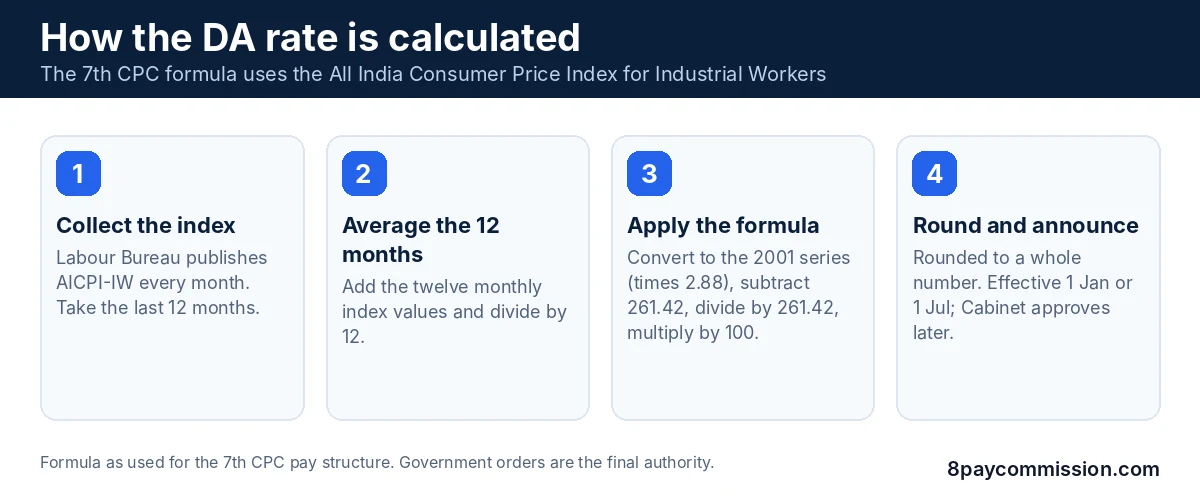 How the DA rate is calculated
The 7th CPC formula uses the All India Consumer Price Index for Industrial Workers
1
Collect the index
Labour Bureau publishes
AICPI-IW every month.
Take the last 12 months.
2
Average the 12
months
Add the twelve monthly
index values and divide by
12.
3
Apply the formula
Convert to the 2001 series
(times 2.88), subtract
261.42, divide by 261.42,
multiply by 100.
4
Round and announce
Rounded to a whole
number. Effective 1 Jan or
1 Jul; Cabinet approves
later.
Formula as used for the 7th CPC pay structure. Government orders are the final authority.
8paycommission.com